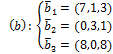 (b): { b̄₁ = (7,1,3)
b̄₂ = (0,3,1)
b̄₃ = (8,0,8)